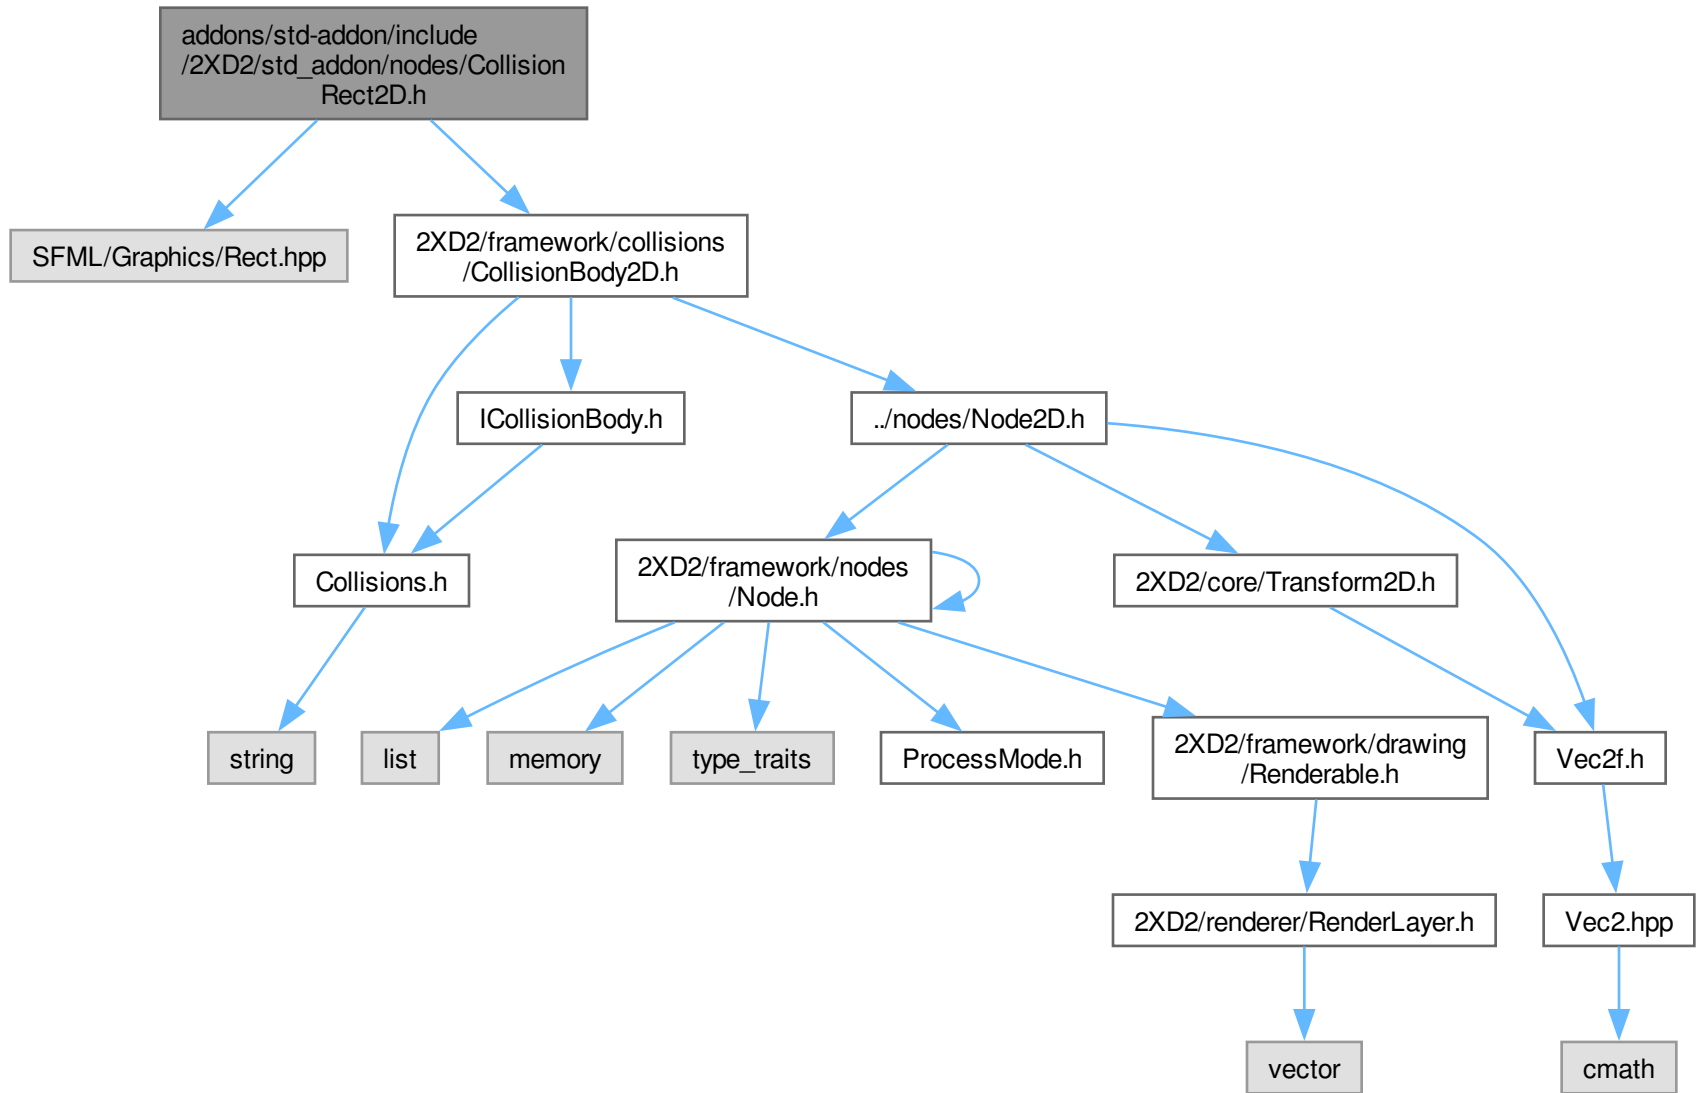 addons/std-addon/include
/2XD2/std_addon/nodes/Collision
Rect2D.h
SFML/Graphics/Rect.hpp
2XD2/framework/collisions
/CollisionBody2D.h
ICollisionBody.h
../nodes/Node2D.h
Collisions.h
2XD2/framework/nodes
/Node.h
2XD2/core/Transform2D.h
string
list
memory
type_traits
ProcessMode.h
2XD2/framework/drawing
/Renderable.h
Vec2f.h
2XD2/renderer/RenderLayer.h
Vec2.hpp
vector
cmath